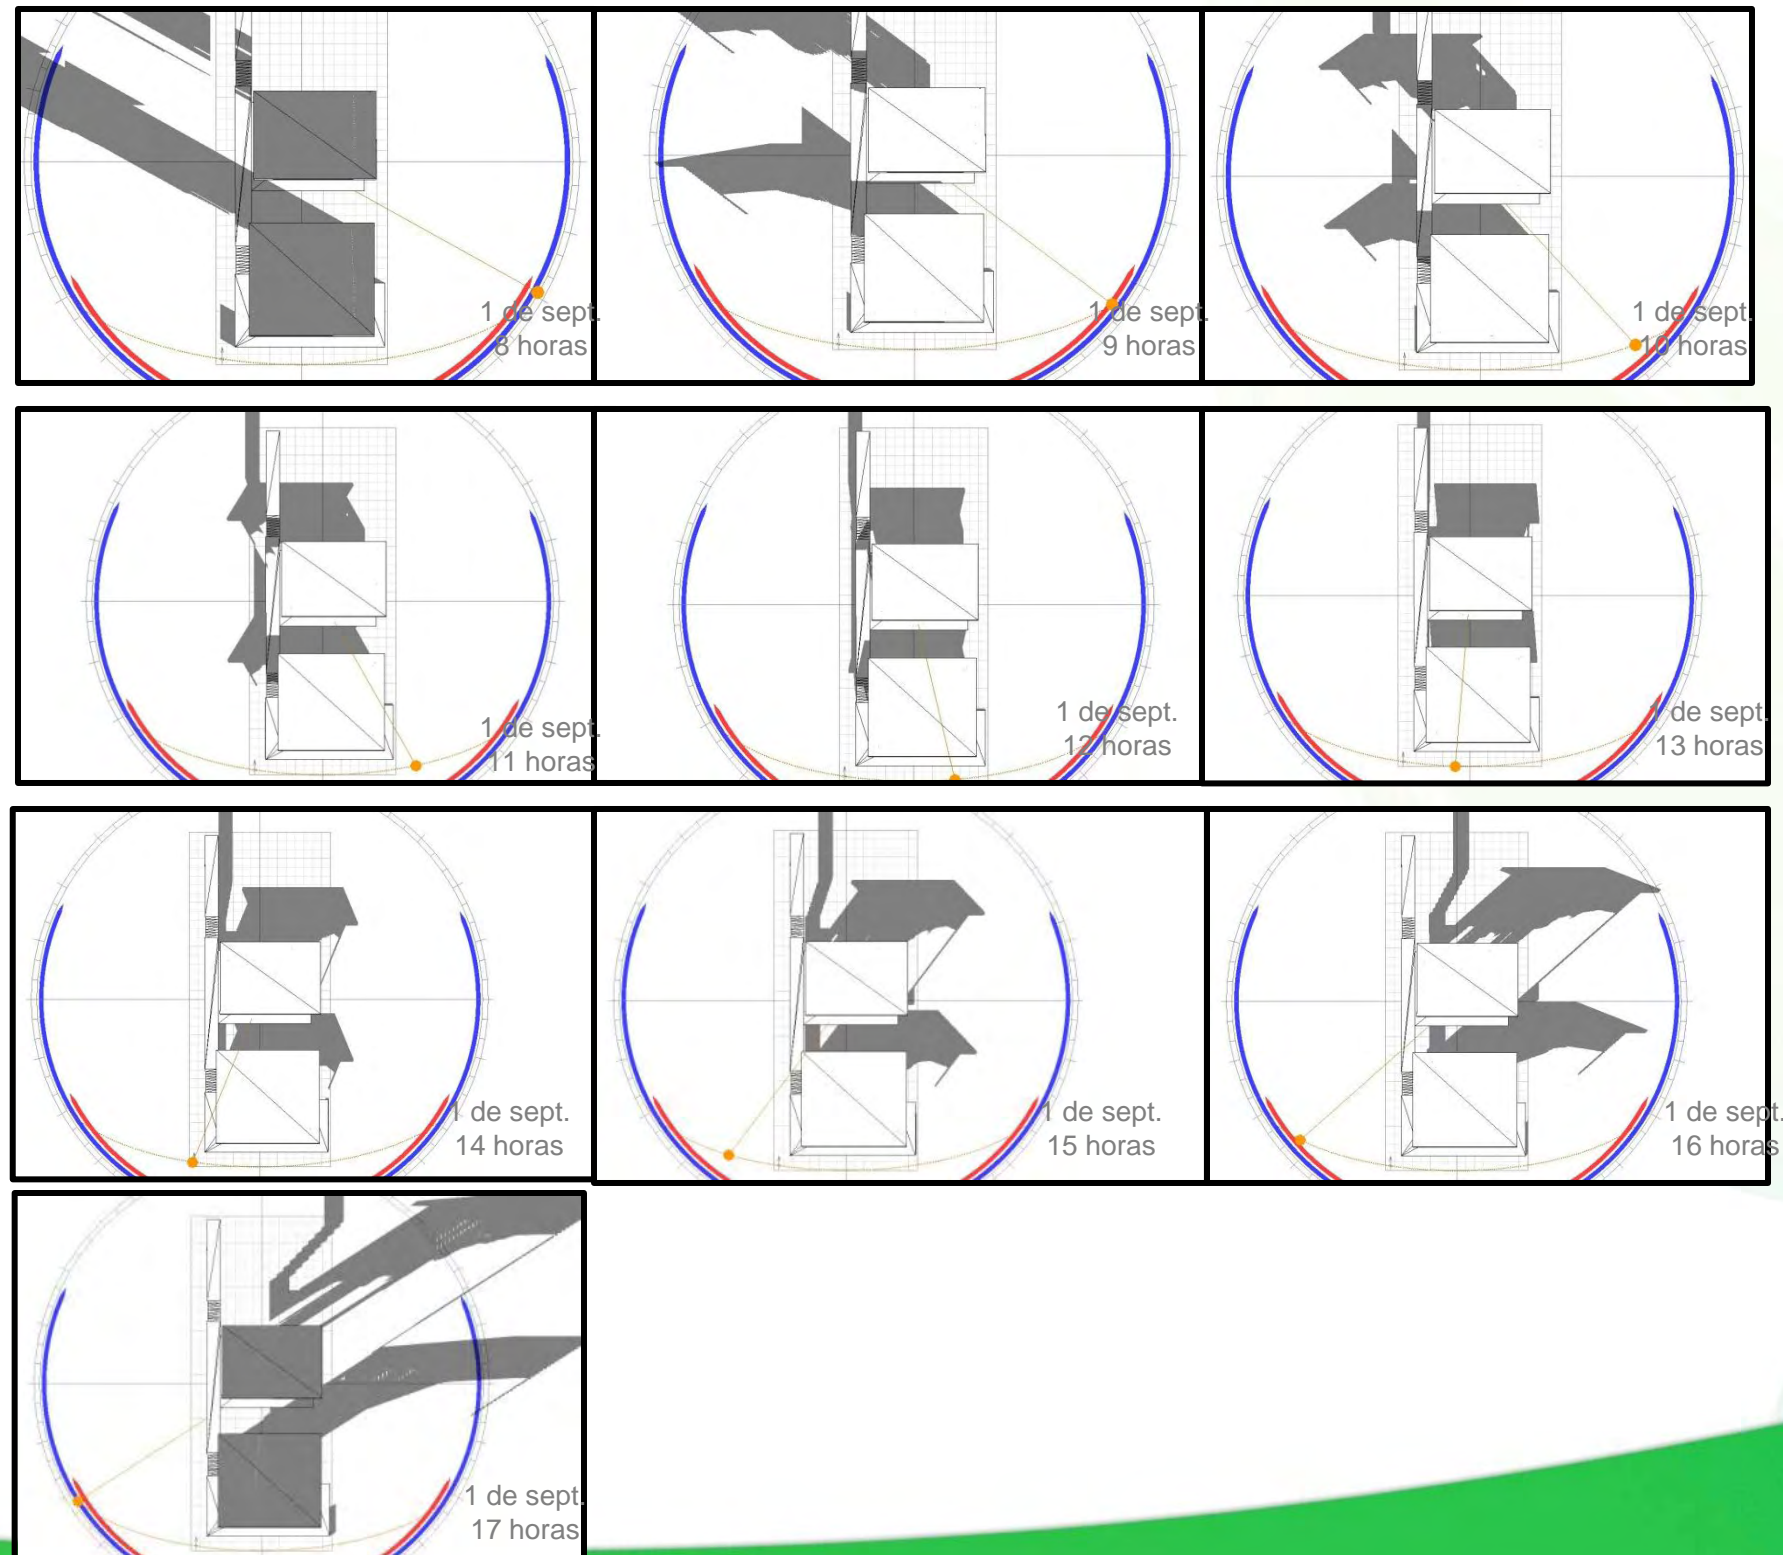 1 de sept.
8 horas
1 de sept.
9 horas
1 de sept.
10 horas
1 de sept.
11 horas
1 de sept.
12 horas
1 de sept.
13 horas
1 de sept.
14 horas
1 de sept.
15 horas
1 de sept.
16 horas
1 de sept.
17 horas